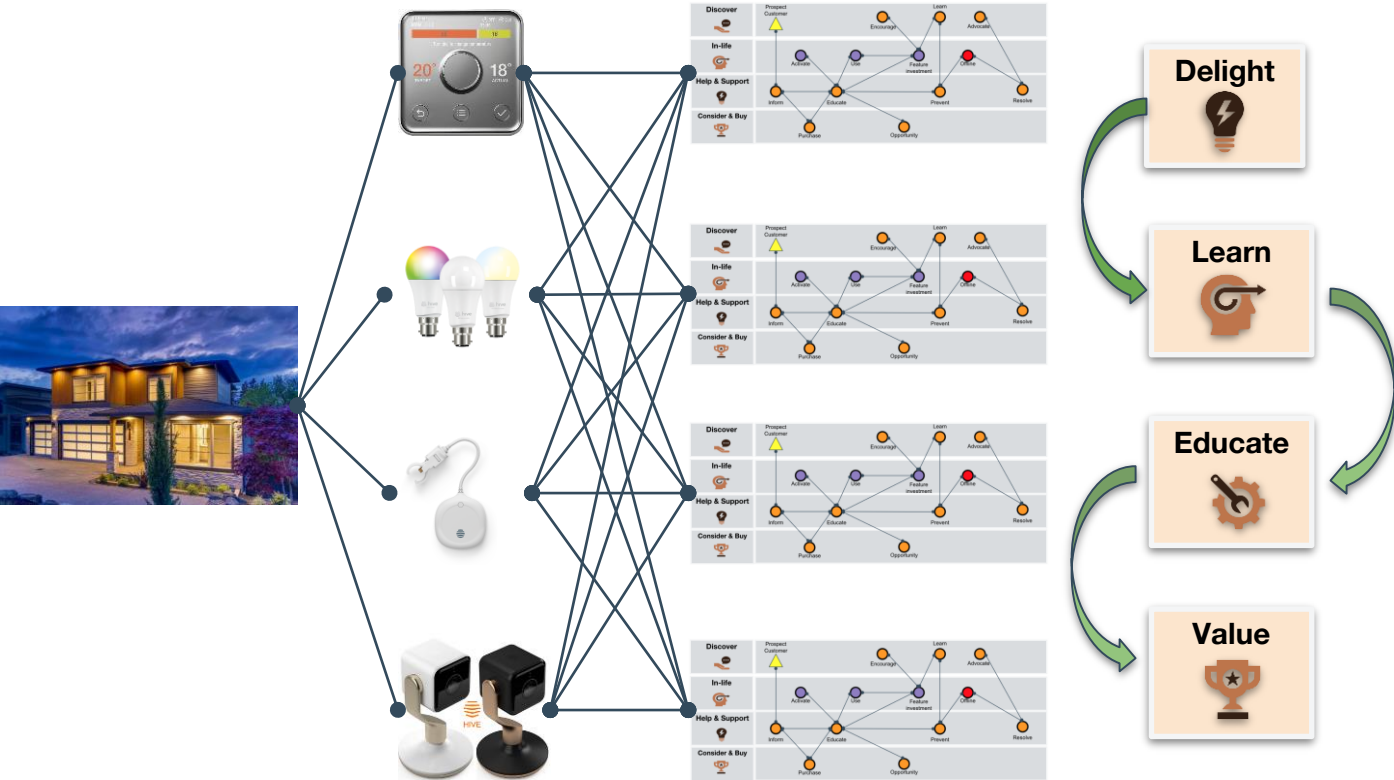 20°
18°
HIVE
Discover
In-life
Help & Support
Consider & Buy
Prospect
Customer
Encourage
Learn
Advocate
Activate
Use
Feature
investment
Offline
Inform
Educate
Prevent
Resolve
Purchase
Opportunity
Discover
In-life
Help & Support
Consider & Buy
Prospect
Customer
Encourage
Learn
Advocate
Activate
Use
Feature
investment
Offline
Inform
Educate
Prevent
Resolve
Purchase
Opportunity
Discover
In-life
Help & Support
Consider & Buy
Prospect
Customer
Encourage
Learn
Advocate
Activate
Use
Feature
investment
Offline
Inform
Educate
Prevent
Resolve
Purchase
Opportunity
Discover
In-life
Help & Support
Consider & Buy
Prospect
Customer
Encourage
Learn
Advocate
Activate
Use
Feature
investment
Offline
Inform
Educate
Prevent
Resolve
Purchase
Opportunity
Delight
Learn
Educate
Value